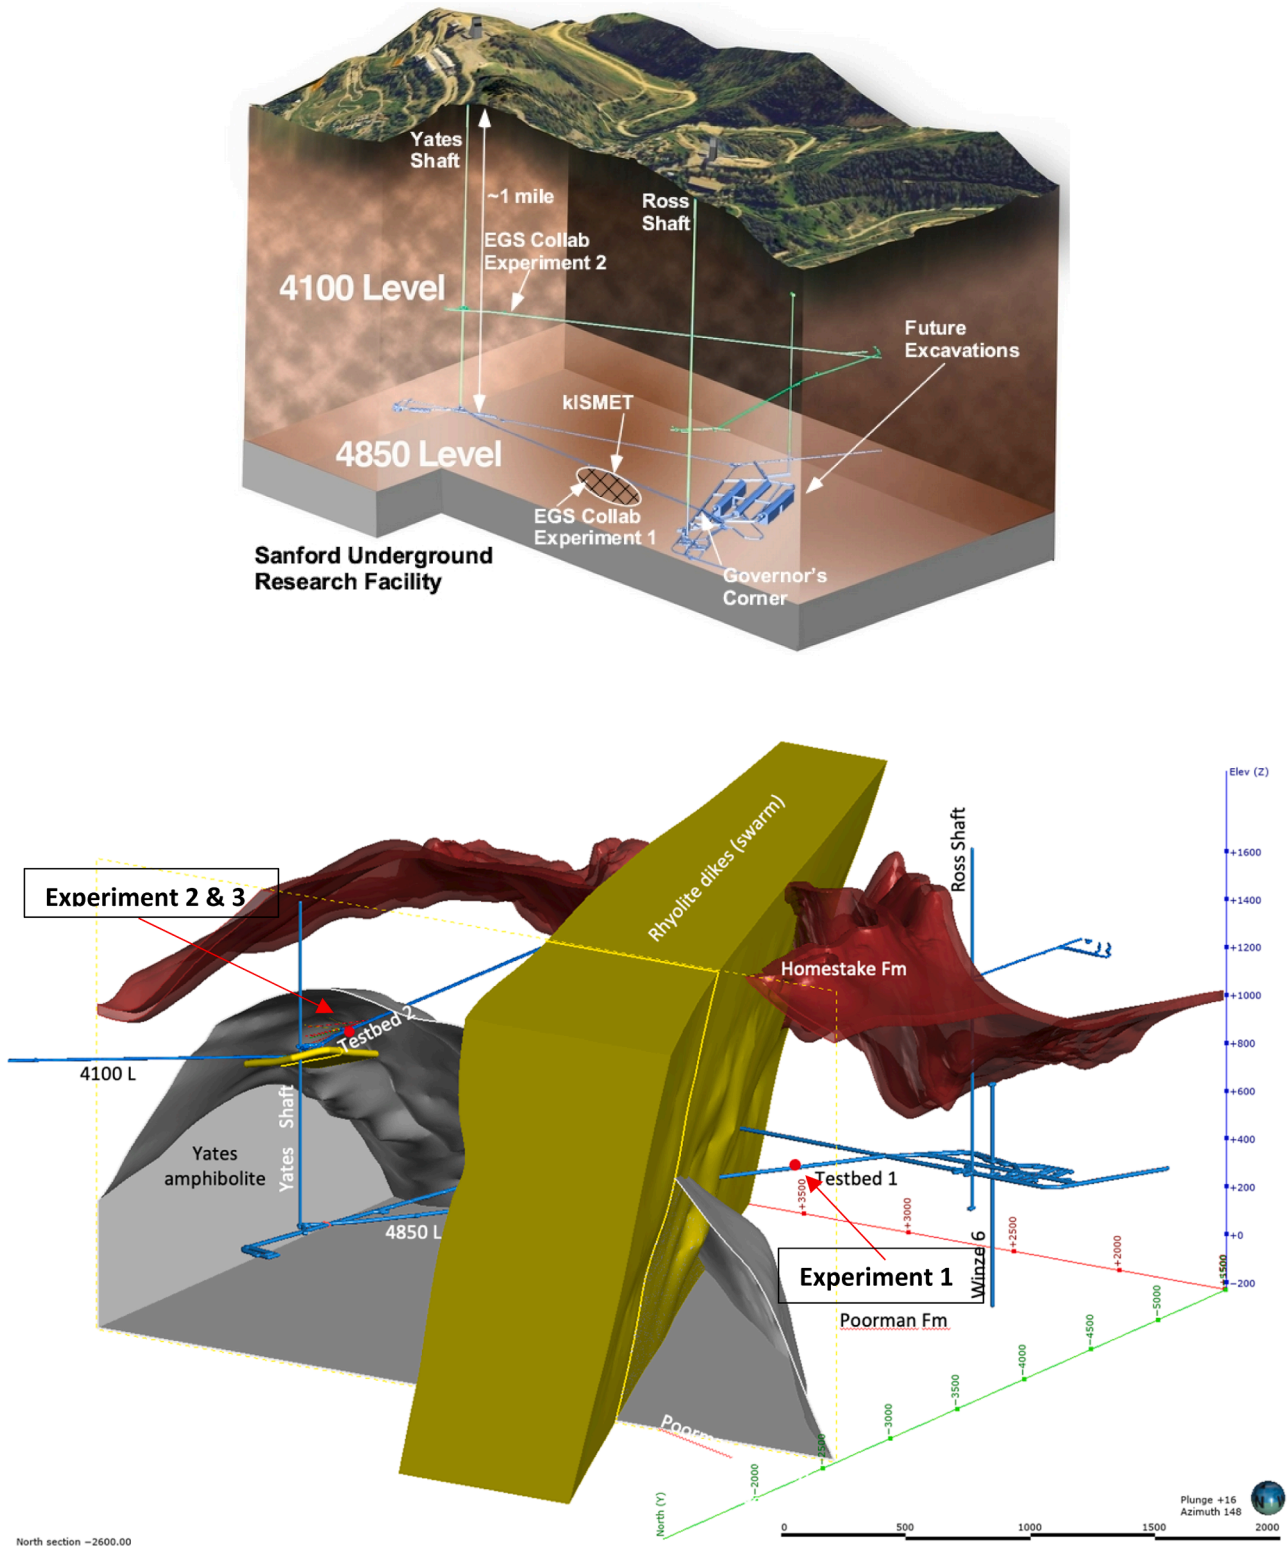 Yates
Shaft
~1 mile
Ross
Shaft
EGS Collab
Experiment 2
4100 Level
Future
Excavations
kISMET
4850 Level
EGS Collab
Experiment 1
Sanford Underground
Research Facility
Governor's
Corner
Elev (Z)
Rhyolite dikes (swarm)
Ross Shaft
+1600
Experiment 2 & 3
+1400
+1200
Homestake Fm
+1000
Testbed 2
+800
4100 L
+600
Yates Shaft
Yates
amphibolite
+400
Testbed 1
+200
+3500
+3000
+2500
+2000
4850 L
+0
Winze 6
Experiment 1
−200
Poorman Fm
−5000
−4500
−4000
−3500
−3000
−2500
−2000
North (Y)
Plunge +16
Azimuth 148
0
500
1000
1500
2000
North section −2600.00